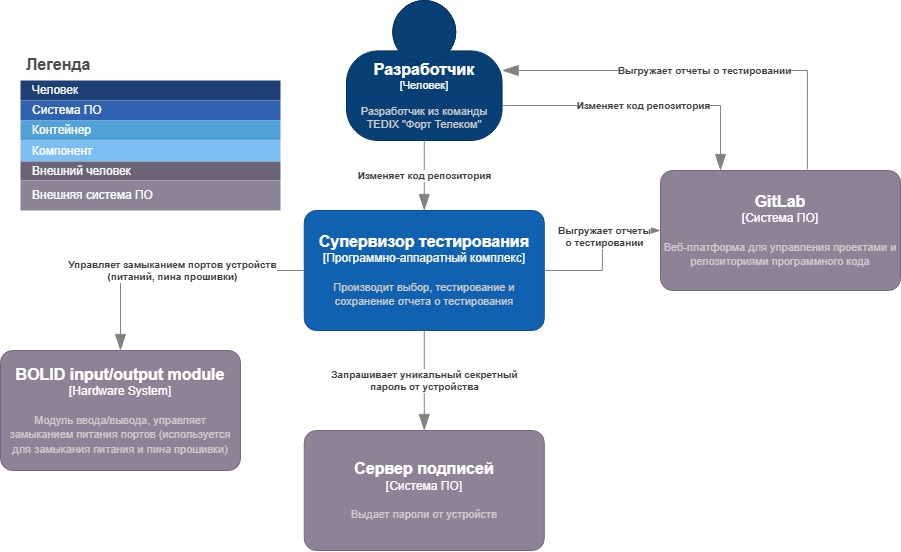 Легенда
Человек
Система ПО
Контейнер
Компонент
Внешний человек
Внешняя система ПО
Разработчик
[Человек]
Разработчик из команды
TEDIX "Форт Телеком"
Выгружает отчеты о тестировании
Изменяет код репозитория
Изменяет код репозитория
GitLab
[Система ПО]
Веб-платформа для управления проектами и
репозиториями программного кода
Супервизор тестирования
[Программно-аппаратный комплекс]
Производит выбор, тестирование и
сохранение отчета о тестирования
Выгружает отчеты
о тестировании
Управляет замыканием портов устройств
(питаний, пина прошивки)
BOLID input/output module
[Hardware System]
Модуль ввода/вывода, управляет
замыканием питания портов (используется
для замыкания питания и пина прошивки)
Запрашивает уникальный секретный
пароль от устройства
Сервер подписей
[Система ПО]
Выдает пароли от устройств